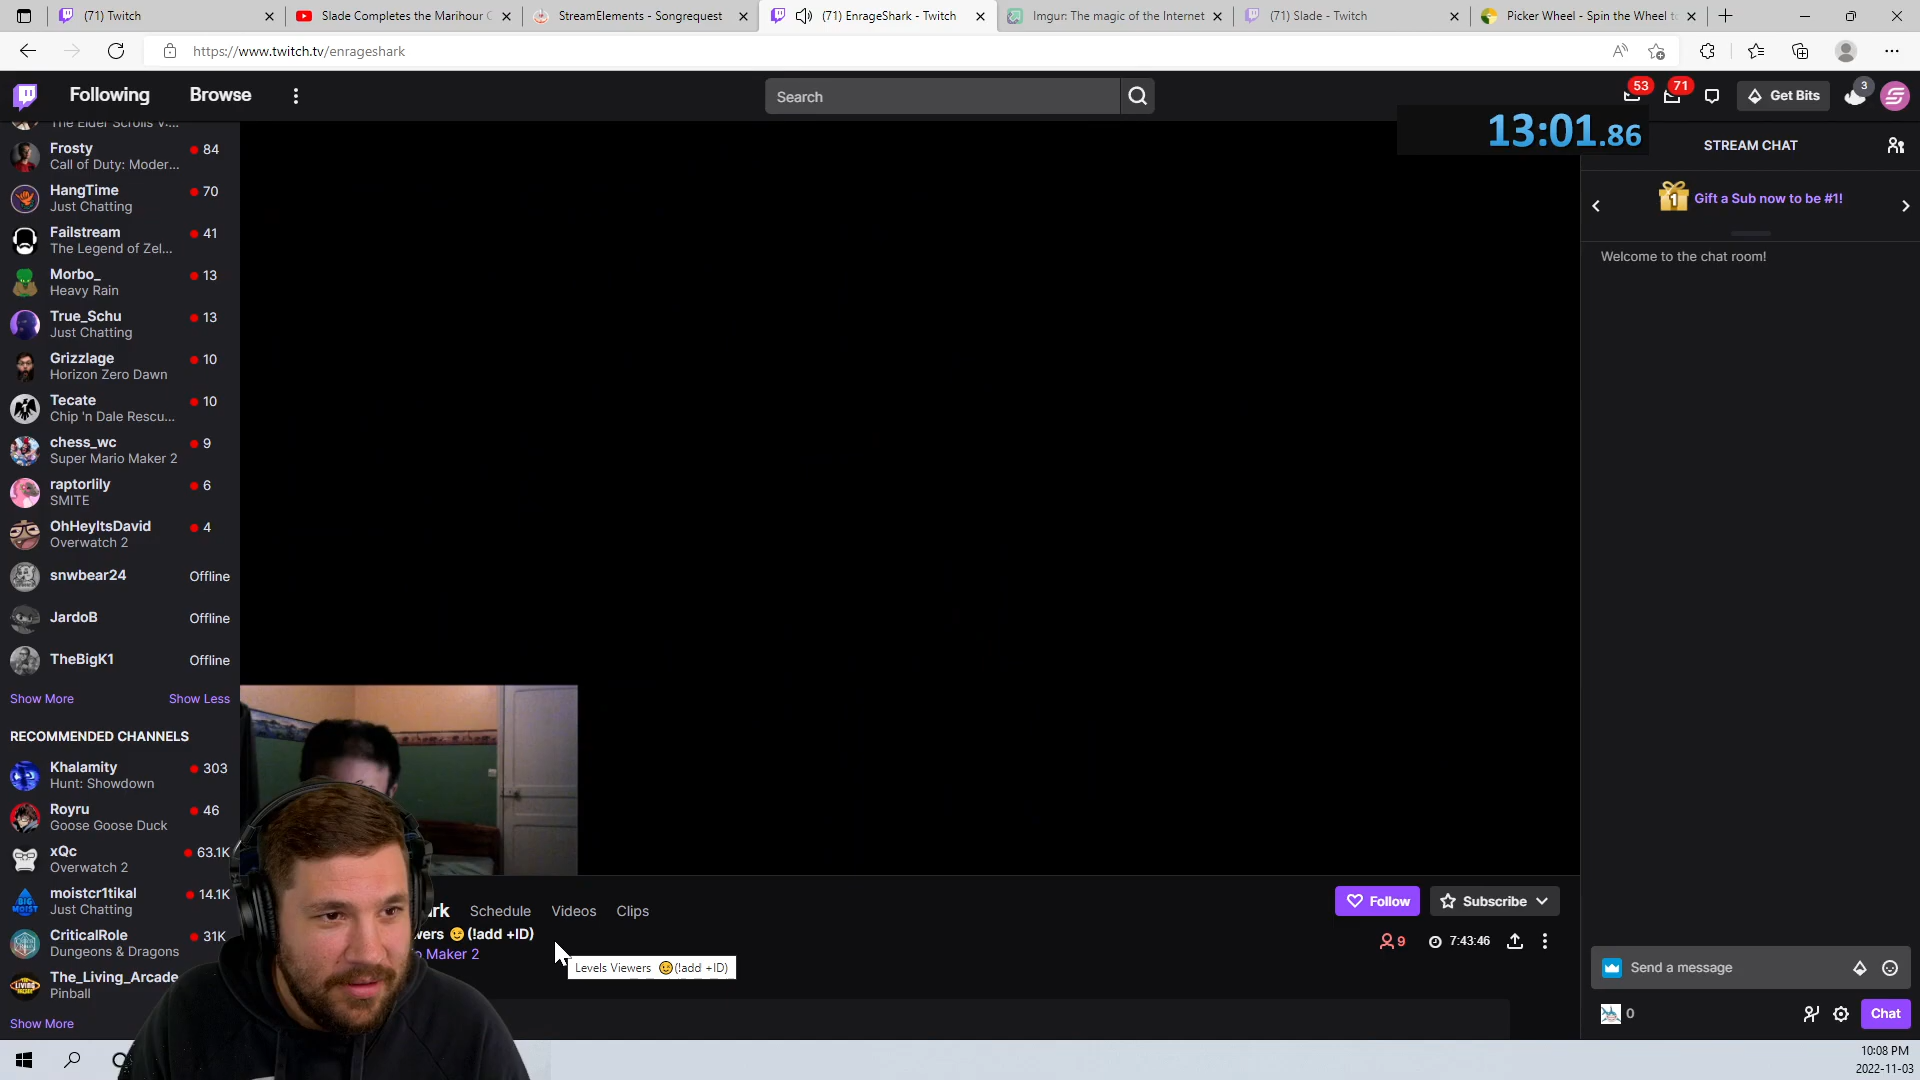 (71) Twitch
Slade Completes the Marihour C
StreamElements - Songrequest
(71) EnrageShark - Twitch
Imgur: The magic of the Internet
(71) Slade - Twitch
Picker Wheel - Spin the Wheel t
https://www.twitch.tv/enrageshark
Following
Browse
Search
53
71
Get Bits
3
13:01.86
The Elder Scrolls V:...
Frosty 84
Call of Duty: Moder...
HangTime 70
Just Chatting
Failstream 41
The Legend of Zel...
Morbo_ 13
Heavy Rain
True_Schu 13
Just Chatting
Grizzlage 10
Horizon Zero Dawn
Tecate 10
Chip 'n Dale Rescu...
chess_wc 9
Super Mario Maker 2
raptorlily 6
SMITE
OhHeyItsDavid 4
Overwatch 2
snwbear24 Offline
JardoB Offline
TheBigK1 Offline
Show More Show Less
RECOMMENDED CHANNELS
Khalamity 303
Hunt: Showdown
Royru 46
Goose Goose Duck
xQc 63.1K
Overwatch 2
moistcr1tikal 14.1K
Just Chatting
CriticalRole 31K
Dungeons & Dragons
The_Living_Arcade
Pinball
Show More
ark Schedule Videos Clips
wers 😉 (!add +ID)
o Maker 2
Levels Viewers 😉(!add +ID)
Follow
Subscribe
9
7:43:46
STREAM CHAT
1 Gift a Sub now to be #1!
Welcome to the chat room!
Send a message
0
Chat
10:08 PM
2022-11-03